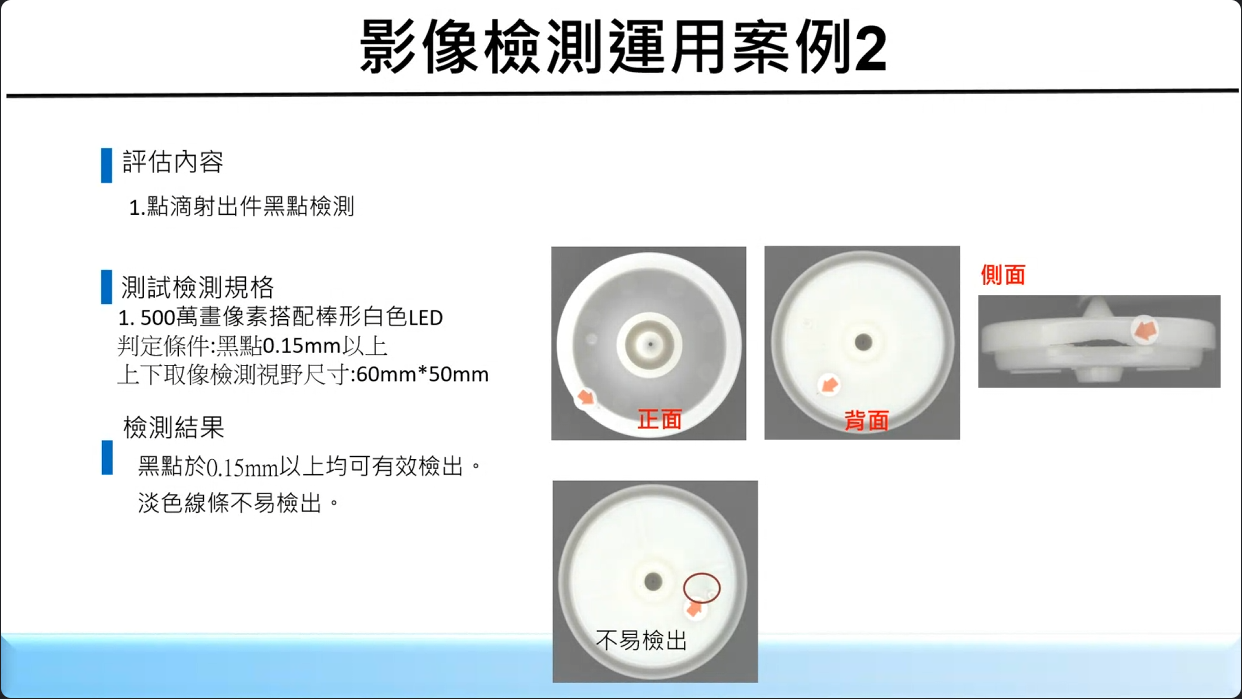 影像檢測運用案例2
評估內容
1.點滴射出件黑點檢測
測試檢測規格
1. 500萬畫像素搭配棒形白色LED
判定條件:黑點0.15mm以上
上下取像檢測視野尺寸:60mm*50mm
檢測結果
黑點於0.15mm以上均可有效檢出。
淡色線條不易檢出。
正面
背面
側面
不易檢出